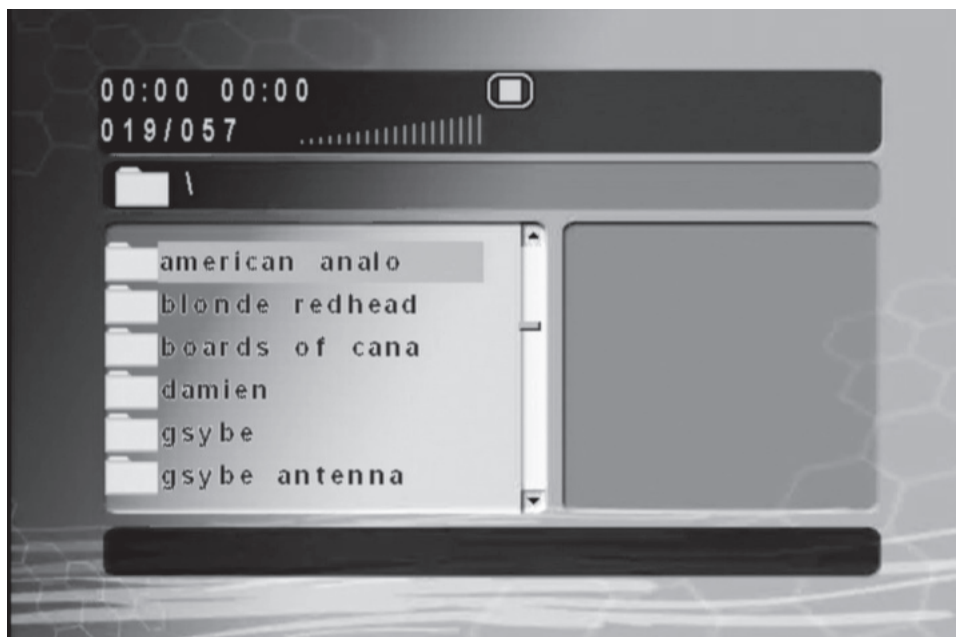 00:00 00:00
019/057
\
american analo
blonde redhead
boards of cana
damien
gsybe
gsybe antenna